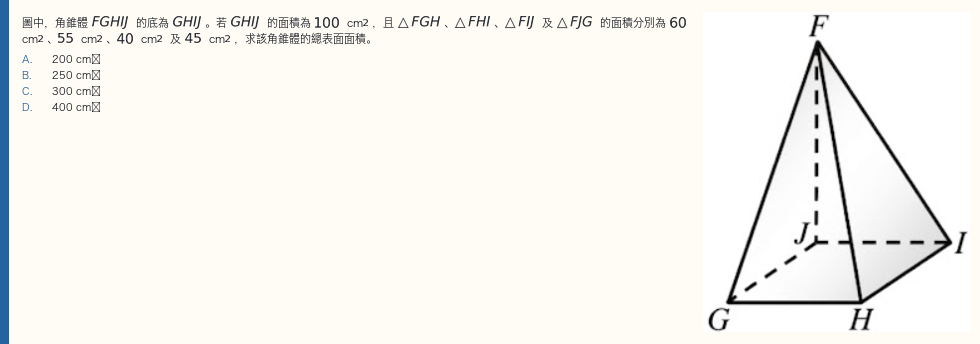 圖中，角錐體 FGHIJ 的底為 GHIJ 。若 GHIJ 的面積為 100 cm2 ，且 △FGH 、△FHI 、△FIJ 及 △FJG 的面積分別為 60
cm2 、55 cm2 、40 cm2 及 45 cm2 ，求該角錐體的總表面面積。
A. 200 cm
B. 250 cm
C. 300 cm
D. 400 cm
F
J
I
G
H